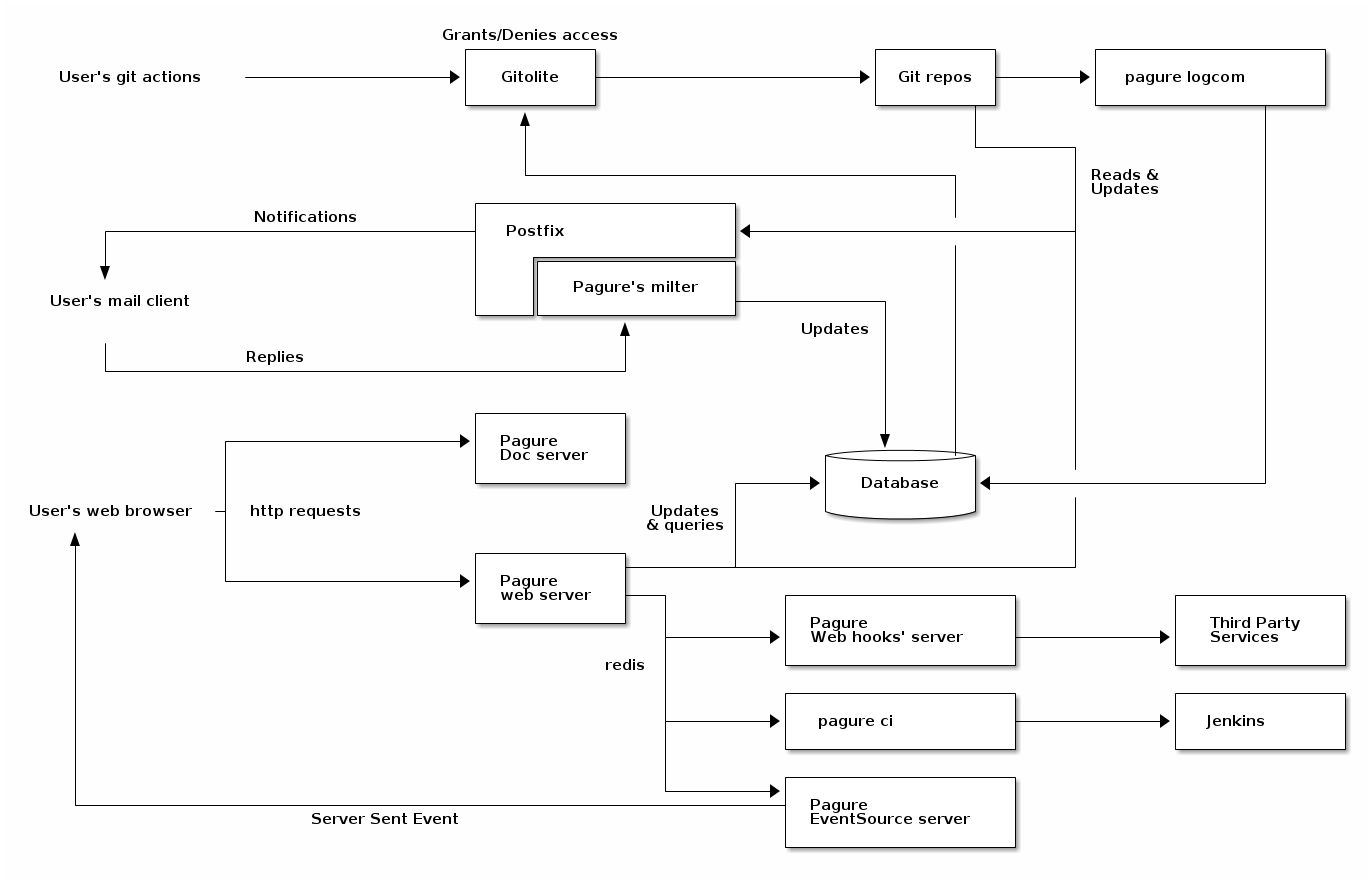 Grants/Denies access
User's git actions
Gitolite
Git repos
pagure logcom
Reads &
Updates
Notifications
Postfix
Pagure's milter
User's mail client
Updates
Replies
Pagure
Doc server
Database
User's web browser
http requests
Updates
& queries
Pagure
web server
Pagure
Web hooks' server
Third Party
Services
redis
pagure ci
Jenkins
Pagure
EventSource server
Server Sent Event